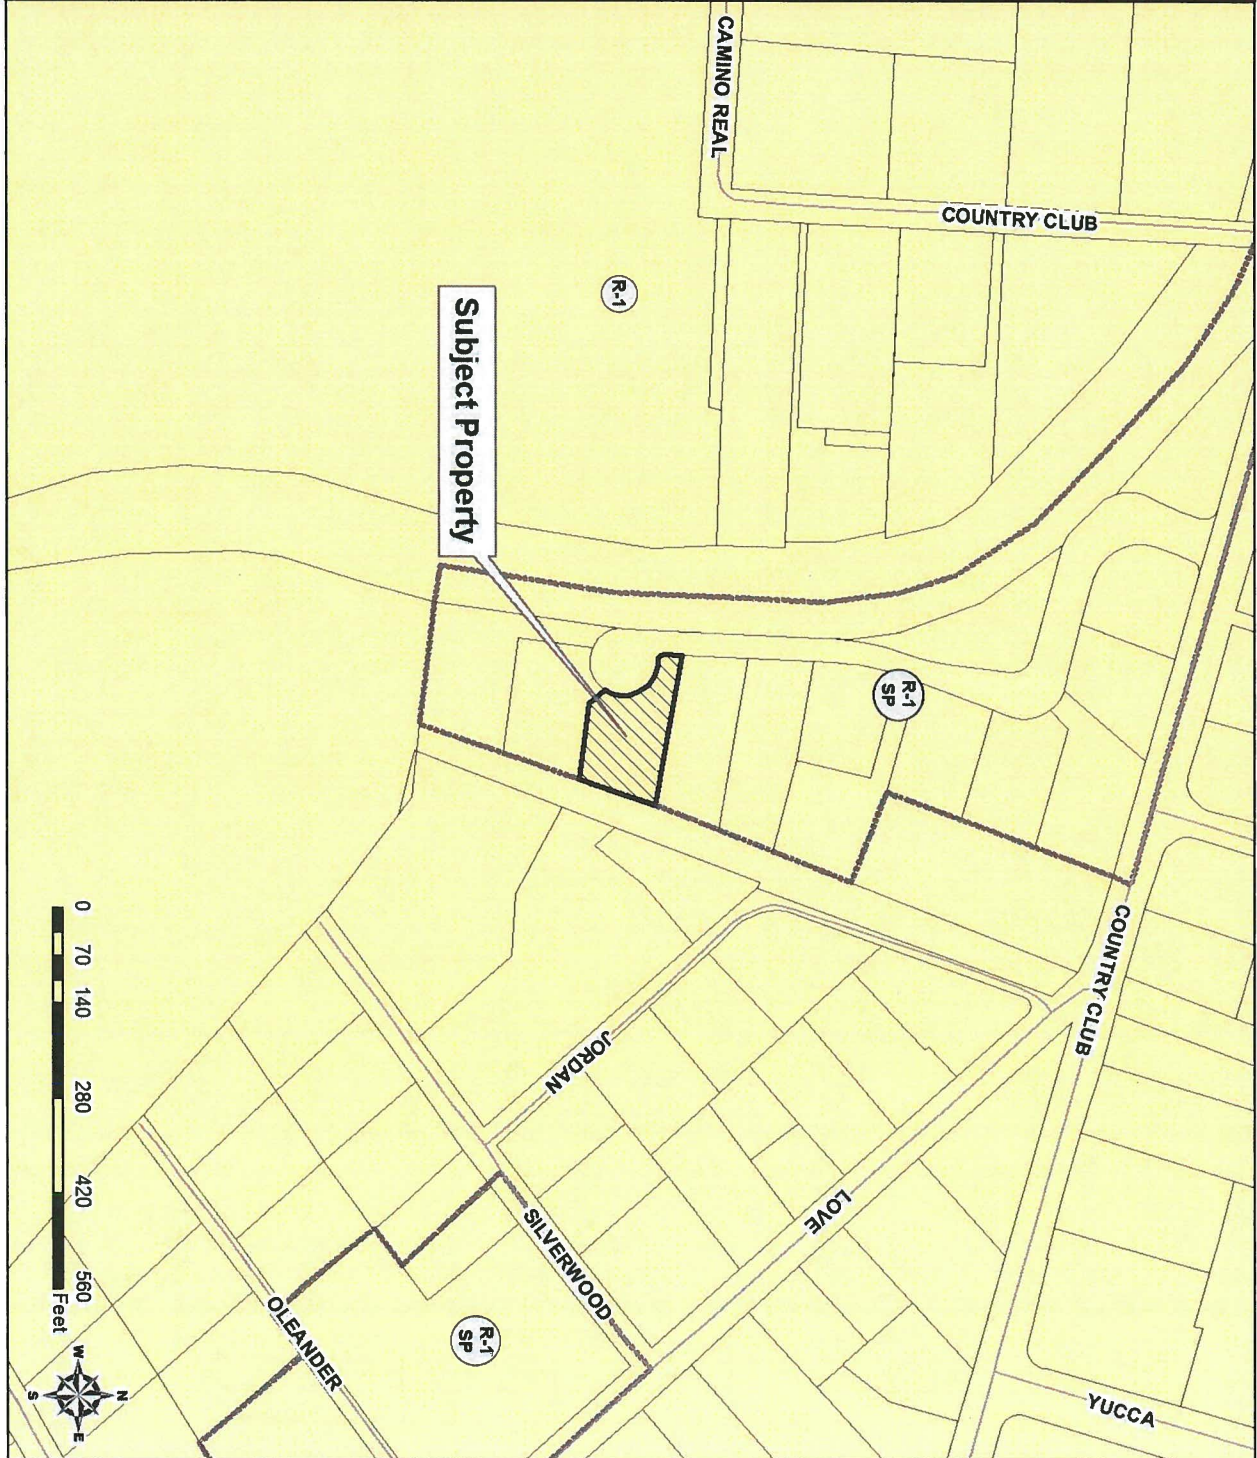 CAMINO REAL
COUNTRY CLUB
R-1
Subject Property
R-1
SP
COUNTRY CLUB
JORDAN
LOVE
SILVERWOOD
OLEANDER
R-1
SP
YUCCA
0 70 140 280 420 560
Feet
N
W
E
S